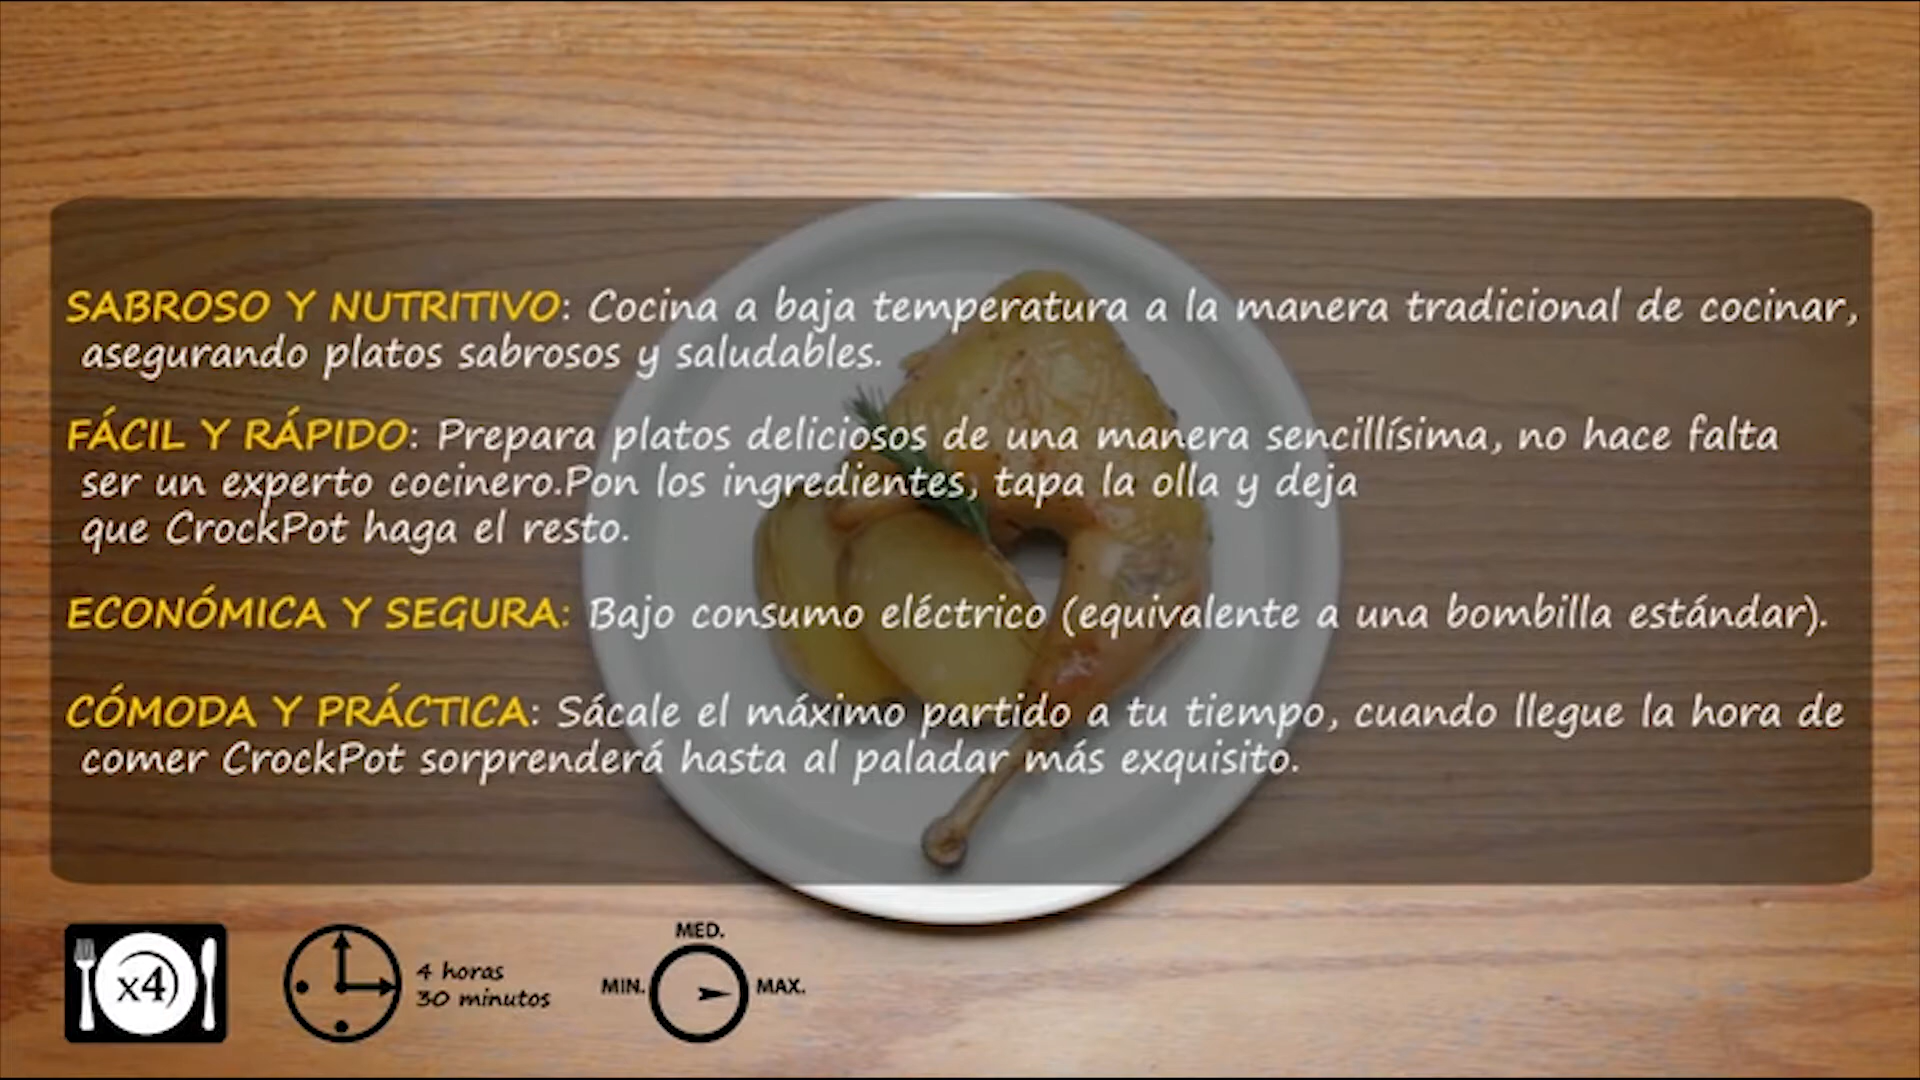 SABROSO Y NUTRITIVO: Cocina a baja temperatura a la manera tradicional de cocinar,
asegurando platos sabrosos y saludables.
FÁCIL Y RÁPIDO: Prepara platos deliciosos de una manera sencillísima, no hace falta
ser un experto cocinero.Pon los ingredientes, tapa la olla y deja
que CrockPot haga el resto.
ECONÓMICA Y SEGURA: Bajo consumo eléctrico (equivalente a una bombilla estándar).
CÓMODA Y PRÁCTICA: Sácale el máximo partido a tu tiempo, cuando llegue la hora de
comer CrockPot sorprenderá hasta al paladar más exquisito.
x4
4 horas
30 minutos
MED.
MIN.
MAX.